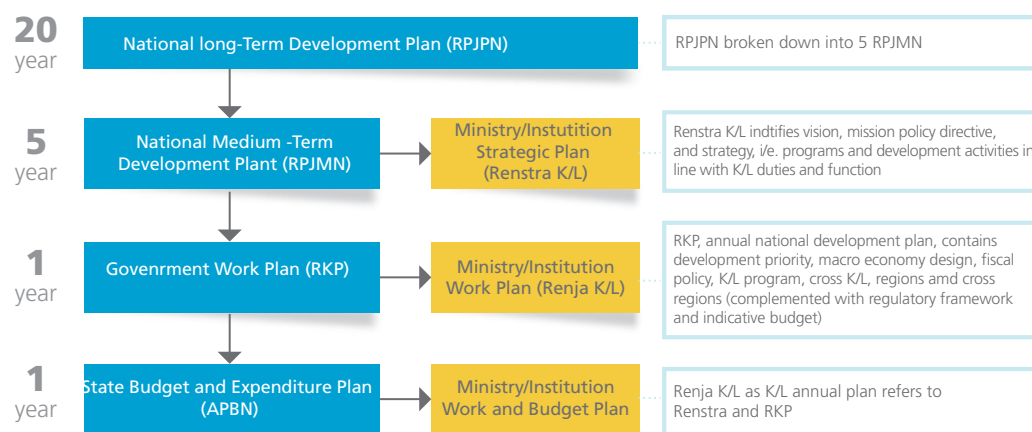 20
year
National long-Term Development Plan (RPJPN)
RPJPN broken down into 5 RPJMN
5
year
National Medium -Term
Development Plant (RPJMN)
Ministry/Instutition
Strategic Plan
(Renstra K/L)
Renstra K/L indtifies vision, mission policy directive,
and strategy, i/e. programs and development activities in
line with K/L duties and function
1
year
Govenrment Work Plan (RKP)
Ministry/Institution
Work Plan (Renja K/L)
RKP, annual national development plan, contains
development priority, macro economy design, fiscal
policy, K/L program, cross K/L, regions amd cross
regions (complemented with regulatory framework
and indicative budget)
1
year
State Budget and Expenditure Plan
(APBN)
Ministry/Institution
Work and Budget Plan
Renja K/L as K/L annual plan refers to
Renstra and RKP